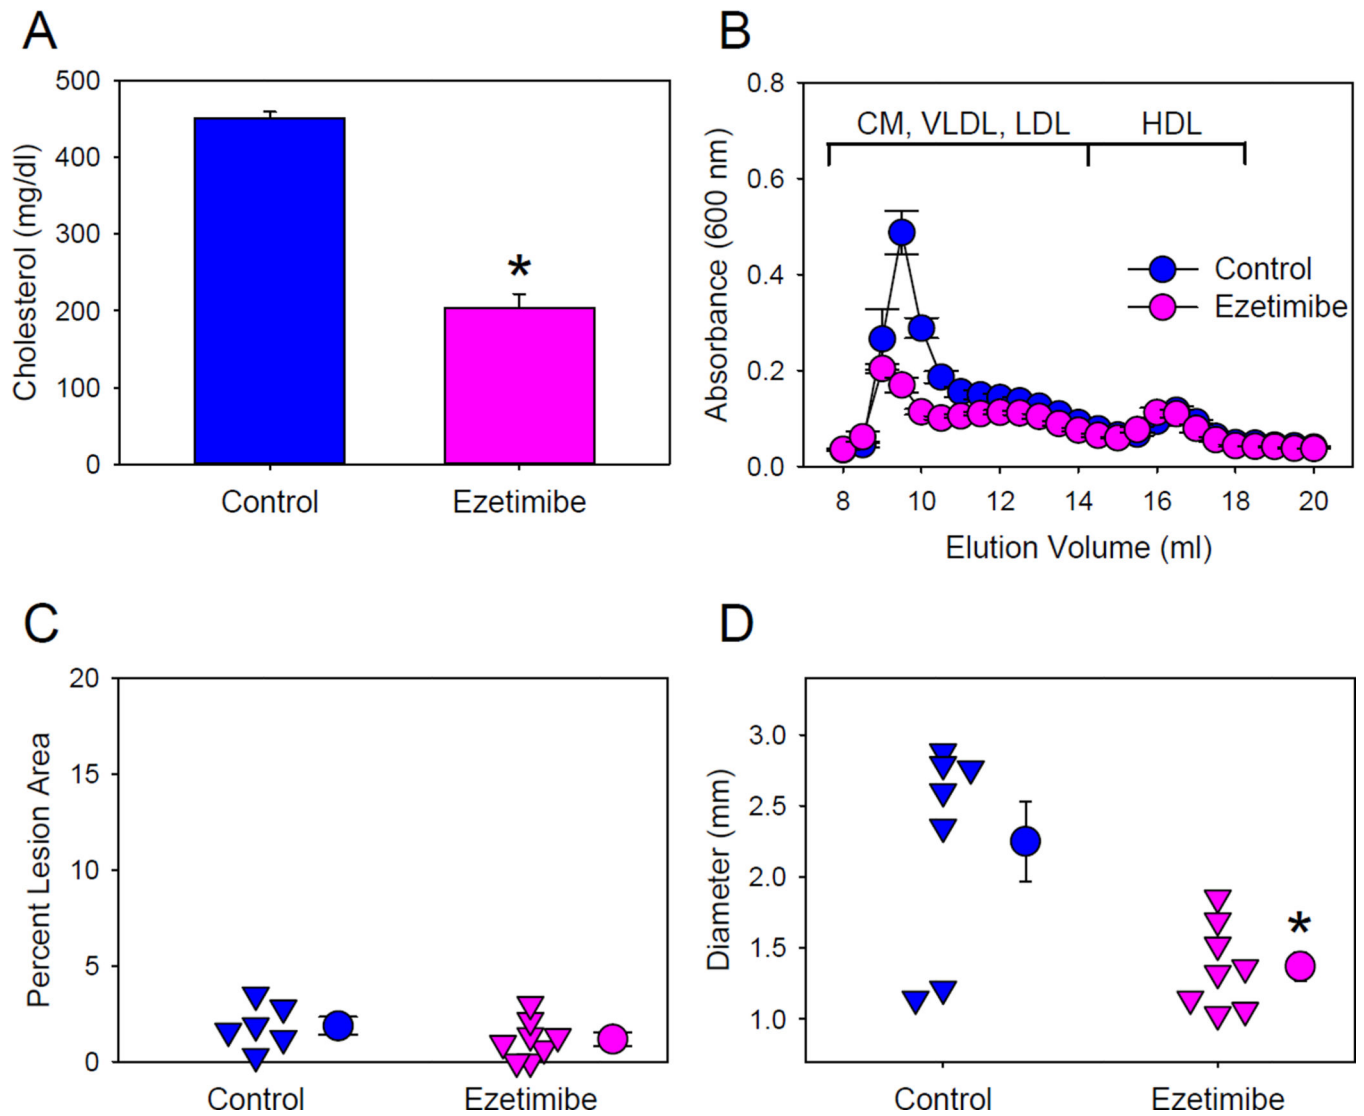 A
500
400
300
200
100
0
Cholesterol (mg/dl)
*
Control
Ezetimibe
B
0.8
0.6
0.4
0.2
0.0
Absorbance (600 nm)
CM, VLDL, LDL
HDL
Control
Ezetimibe
8 10 12 14 16 18 20
Elution Volume (ml)
C
20
15
10
5
0
Percent Lesion Area
Control
Ezetimibe
D
3.0
2.5
2.0
1.5
1.0
Diameter (mm)
*
Control
Ezetimibe